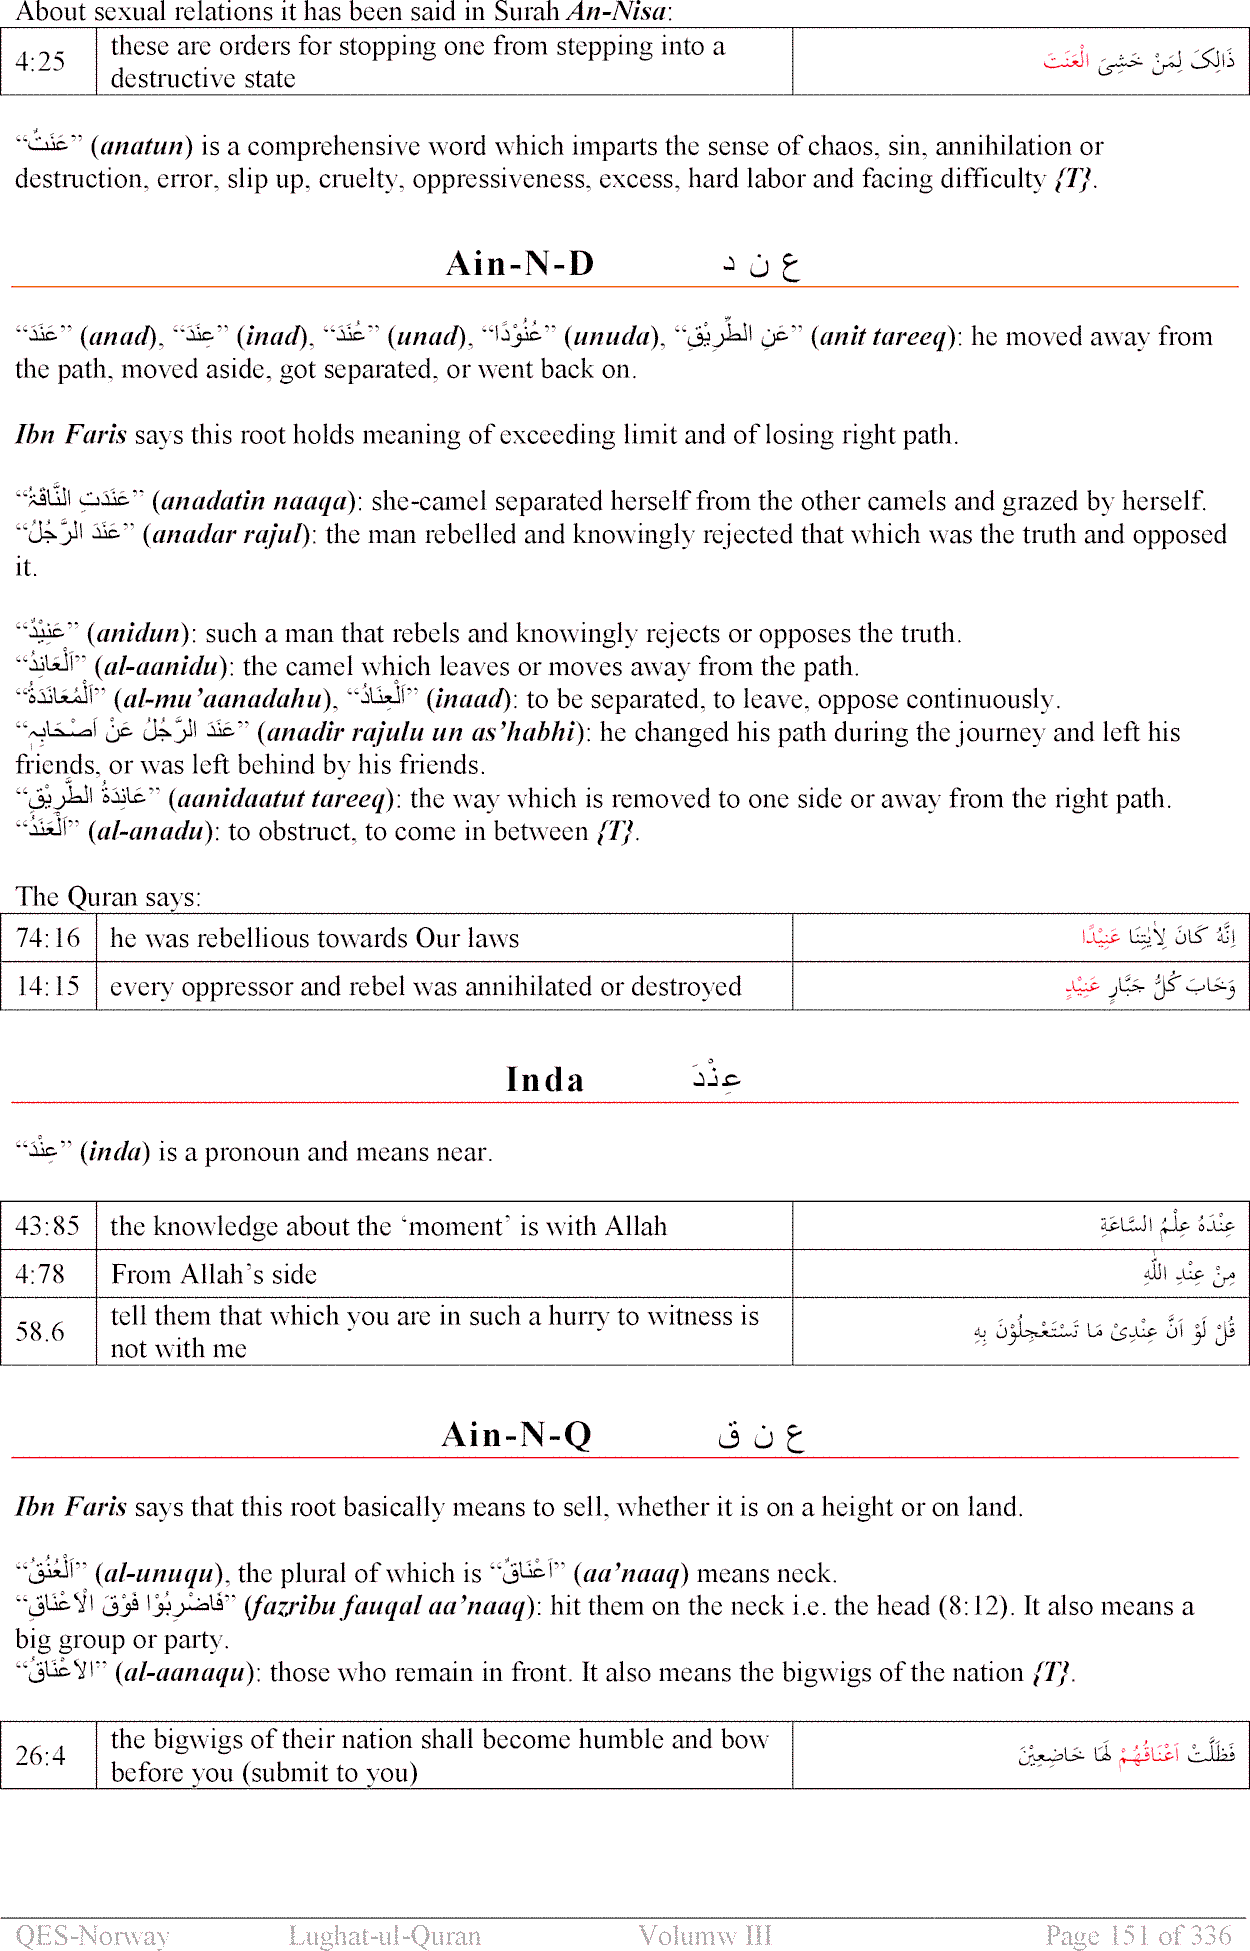 About sexual relations it has been said in Surah An-Nisa:
4:25 these are orders for stopping one from stepping into a
destructive state ذَالِکَ لِمَنْ خَشِیَ الْعَنَتَ
“عَنَتٌ” (anatun) is a comprehensive word which imparts the sense of chaos, sin, annihilation or
destruction, error, slip up, cruelty, oppressiveness, excess, hard labor and facing difficulty {T}.
Ain-N-D ع ن د
“عَنَدَ” (anad), “عِنَدَ” (inad), “عُنَدَ” (unad), “عُنُوْدًا” (unuda), “عَنِ الطَّرِيْقِ” (anit tareeq): he moved away from
the path, moved aside, got separated, or went back on.
Ibn Faris says this root holds meaning of exceeding limit and of losing right path.
“عَنَدَتِ النَّاقَۃُ” (anadatin naaqa): she-camel separated herself from the other camels and grazed by herself.
“عَنَدَ الرَّجُلُ” (anadar rajul): the man rebelled and knowingly rejected that which was the truth and opposed
it.
“عَنِيْدٌ” (anidun): such a man that rebels and knowingly rejects or opposes the truth.
“اَلْعَانِدُ” (al-aanidu): the camel which leaves or moves away from the path.
“اَلْمُعَانَدَۃُ” (al-mu’aanadahu), “اَلْعِنَادُ” (inaad): to be separated, to leave, oppose continuously.
“عَنَدَ الرَّجُلُ عَنْ اَصْحَابِہٖ” (anadir rajulu un as’habhi): he changed his path during the journey and left his
friends, or was left behind by his friends.
“عَانِدَۃُ الطَّرِيْقِ” (aanidaatut tareeq): the way which is removed to one side or away from the right path.
“اَلْعَنَدُ” (al-anadu): to obstruct, to come in between {T}.
The Quran says:
74:16 he was rebellious towards Our laws اِنَّهُ كَانَ لِاٰيٰتِنَا عَنِيْدًا
14:15 every oppressor and rebel was annihilated or destroyed وَخَابَ كُلُّ جَبَّارٍ عَنِيْدٍ
Inda عِنْدَ
“عِنْدَ” (inda) is a pronoun and means near.
43:85 the knowledge about the ‘moment’ is with Allah عِنْدَهُ عِلْمُ السَّاعَةِ
4:78 From Allah’s side مِنْ عِنْدِ اللّٰهِ
58.6 tell them that which you are in such a hurry to witness is
not with me قُلْ لَوْ اَنَّ عِنْدِىْ مَا تَسْتَعْجِلُوْنَ بِهِ
Ain-N-Q ع ن ق
Ibn Faris says that this root basically means to sell, whether it is on a height or on land.
“اَلْعُنُقُ” (al-unuqu), the plural of which is “اَعْنَاقٌ” (aa’naaq) means neck.
“فَاضْرِبُوْا فَوْقَ الْاَعْنَاقِ” (fazribu fauqal aa’naaq): hit them on the neck i.e. the head (8:12). It also means a
big group or party.
“الاَعْنَاقُ” (al-aanaqu): those who remain in front. It also means the bigwigs of the nation {T}.
26:4 the bigwigs of their nation shall become humble and bow
before you (submit to you) فَظَلَّتْ اَعْنَاقُهُمْ لَهَا خَاضِعِيْنَ
QES-Norway Lughat-ul-Quran Volumw III Page 151 of 336